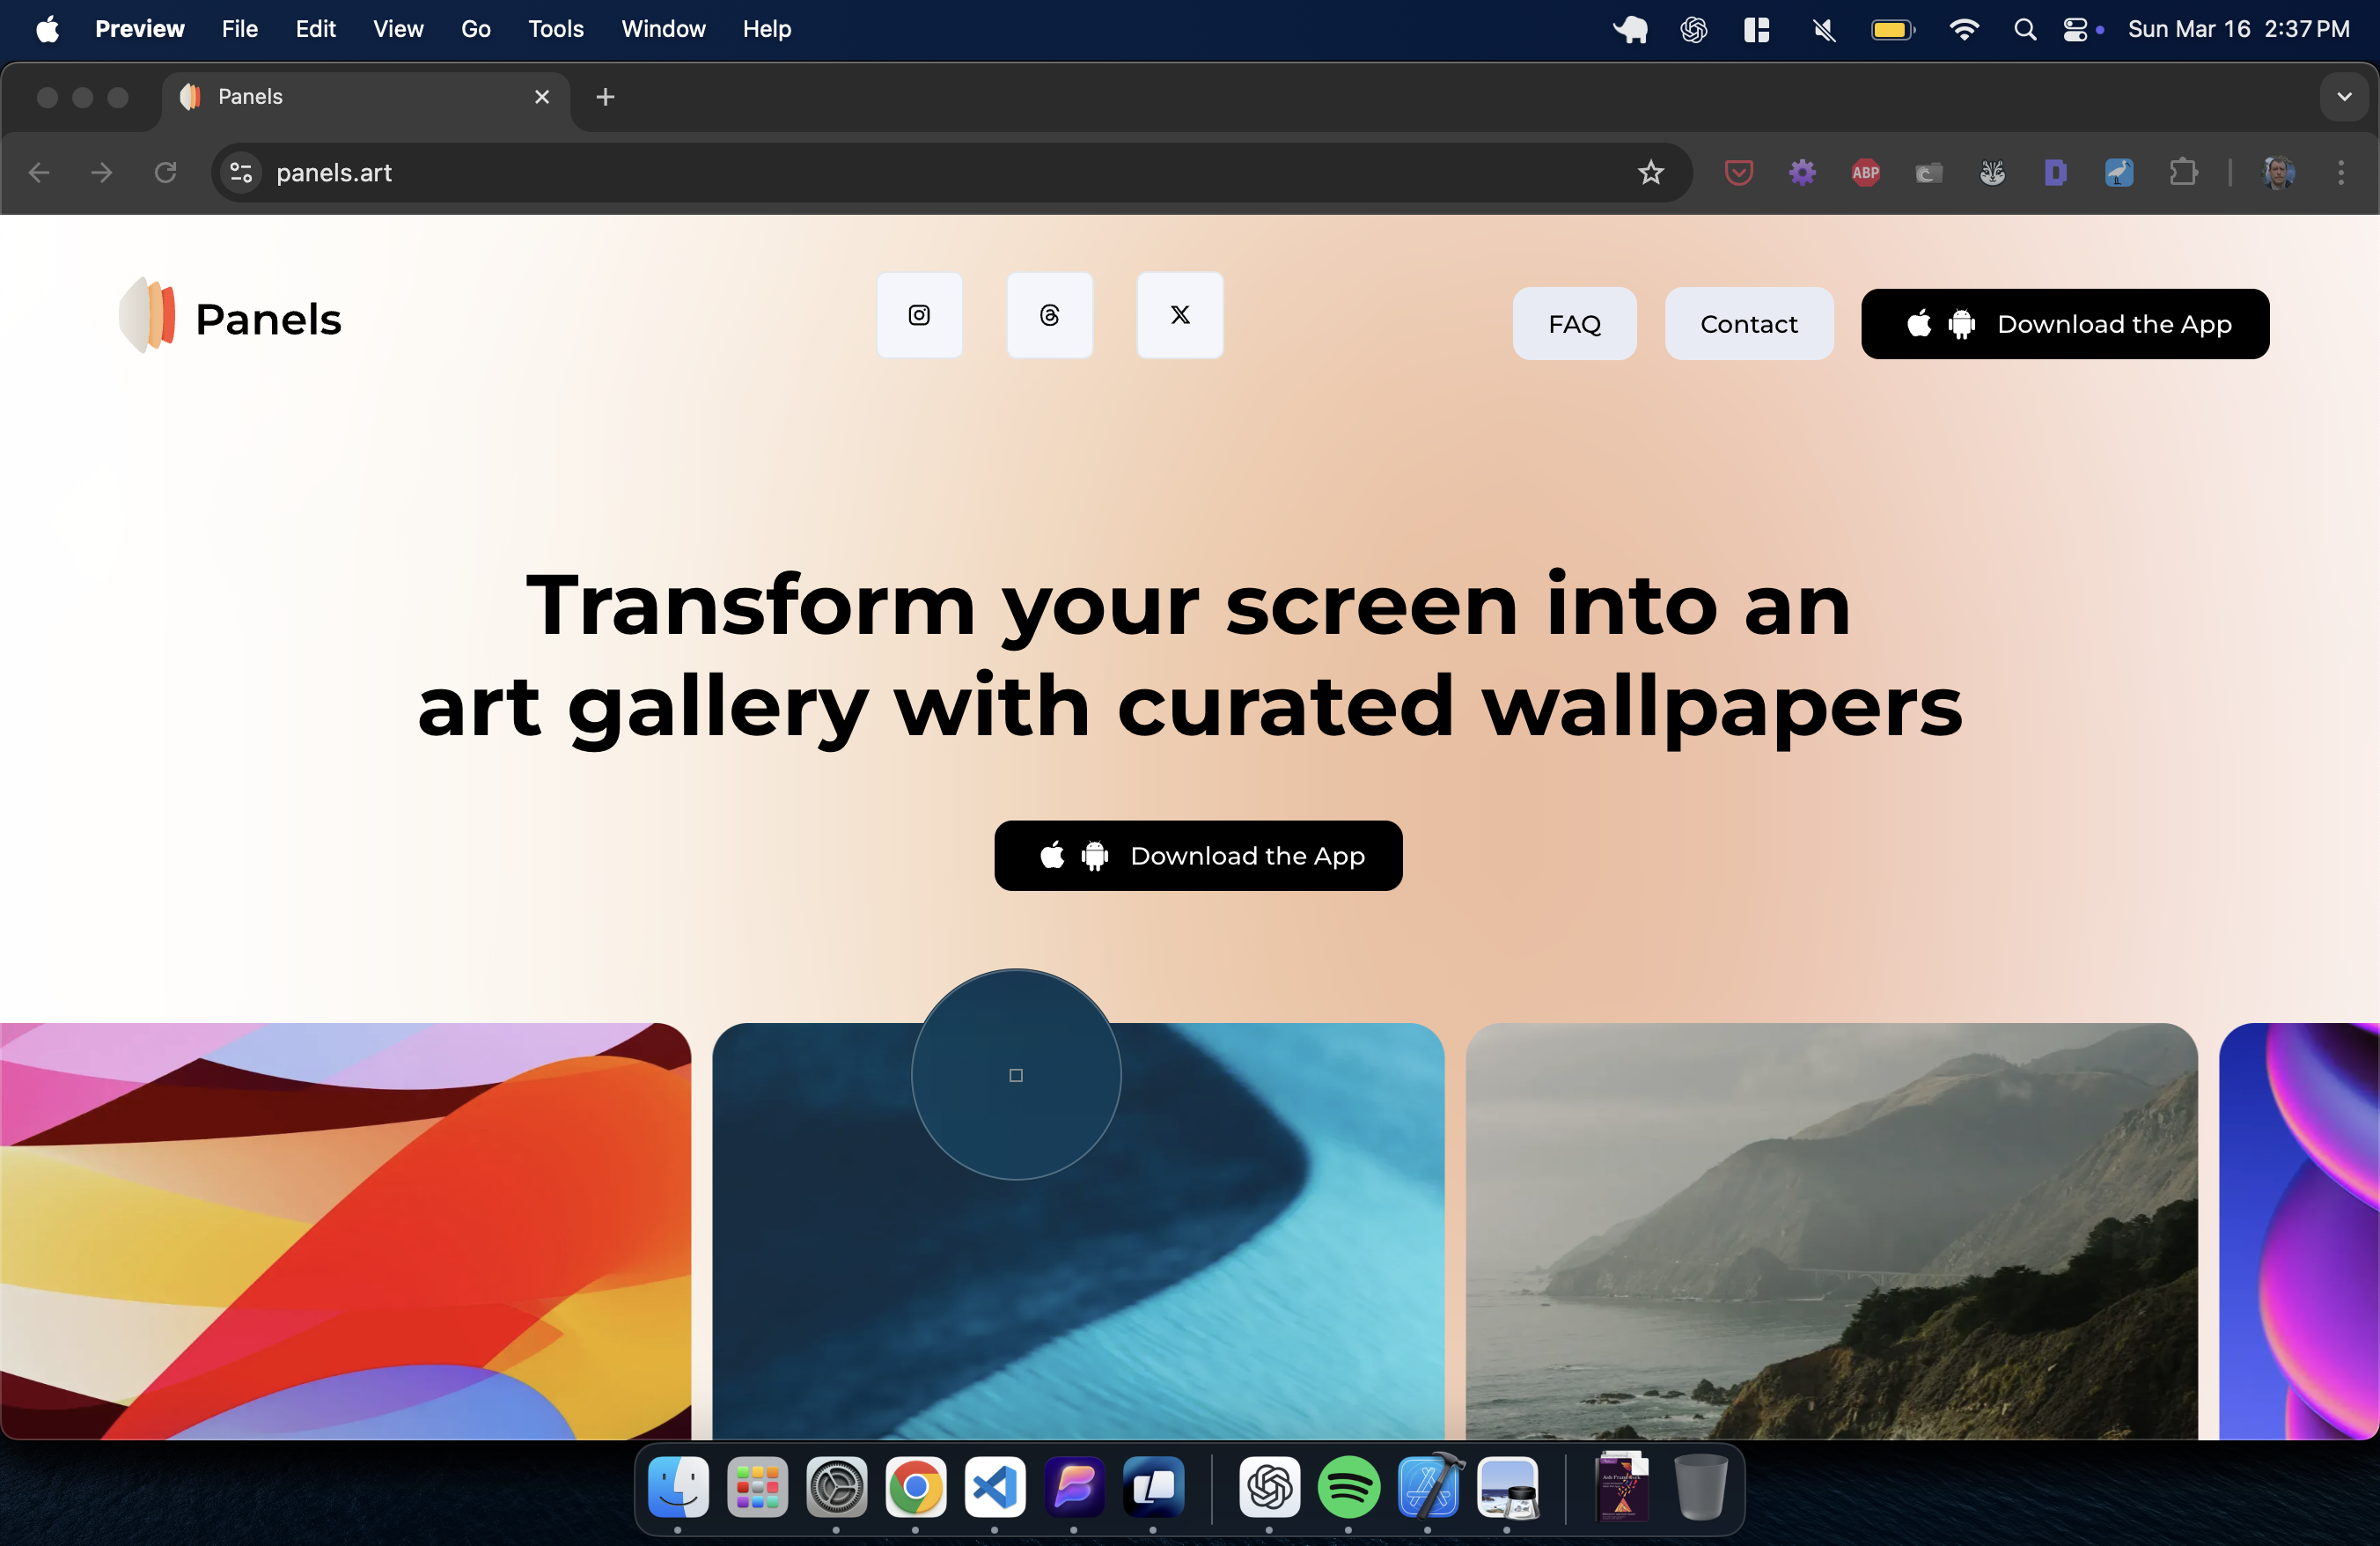 Preview File Edit View Go Tools Window Help Sun Mar 16 2:37 PM
Panels
panels.art ABP D
Panels FAQ Contact Download the App
Transform your screen into an
art gallery with curated wallpapers
Download the App